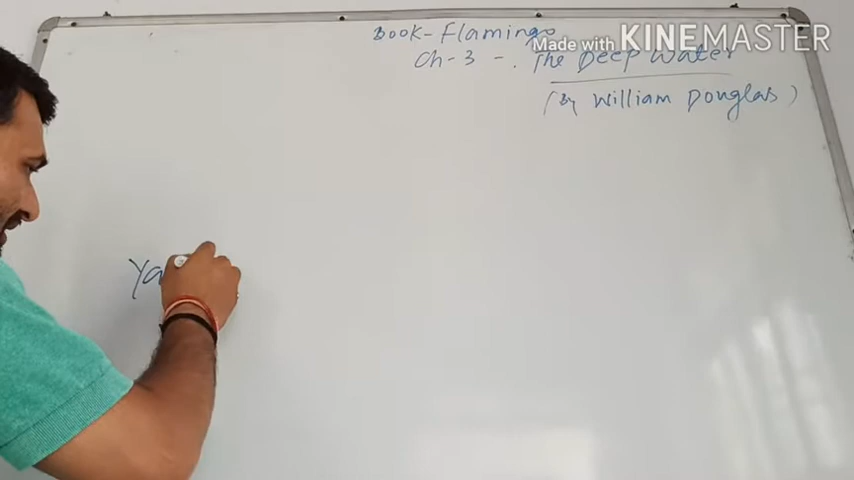 Book- Flamingo
Made with KINEMASTER
Ch- 3 - . The Deep Water
(By William Douglas)
Ya